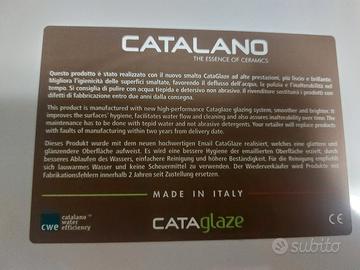 CATALANO
THE ESSENCE OF CERAMICS
Questo prodotto è stato realizzato con il nuovo smalto CataGlaze ad alte prestazioni, più liscio e brillante.
Migliora l'igienicità delle superfici smaltate, favorendo il deflusso dell'acqua, le pulizie e l'inalterabilità nel
tempo. Si consiglia di pulire con acqua tiepida e detersivo non abrasivo. Il rivenditore sostituirà i prodotti con
difetti di fabbricazione entro due anni dalla consegna.
This product is manufactured with new high-performance Cataglaze glazing system, smoother and brighter. It
improves the surfaces' hygiene, facilitates water flow and cleaning and also assures inalterability over time. The
maintenance has to be done with tepid water and not abrasive detergents. Your retailer will replace products
with faults of manufacturing within two years from delivery date.
Dieses Produkt wurde mit dem neuen hochwertigen Email CataGlaze realisiert, welches eine glattere und
glänzendere Oberfläche aufweist. Es wird eine bessere Hygiene der emaillierten Oberfläche erzielt, durch
besseres Ablaufen des Wassers, einfachere Reinigung und höhere Beständigkeit. Für die Reinigung empfiehlt
sich lauwarmes Wasser und keine Scheuermittel zu verwenden. Der Wiederverkäufer wird Produkte mit
Fabrikationsfehlern innerhalb 2 Jahren seit Zustellung ersetzen.
MADE IN ITALY
cwe
catalano™
water
efficiency
CATAglaze
CE
subito